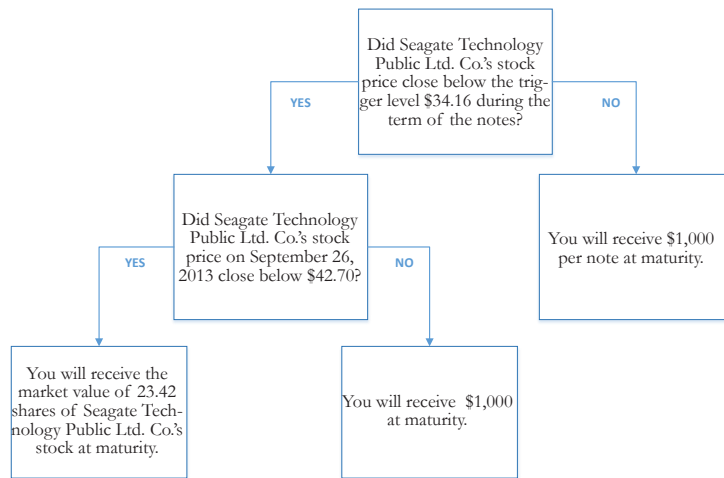 Did Seagate Technology
Public Ltd. Co.'s stock
price close below the trig-
ger level $34.16 during the
term of the notes?
YES
NO
Did Seagate Technology
Public Ltd. Co.'s stock
price on September 26,
2013 close below $42.70?
You will receive $1,000
per note at maturity.
YES
NO
You will receive the
market value of 23.42
shares of Seagate Tech-
nology Public Ltd. Co.'s
stock at maturity.
You will receive $1,000
at maturity.